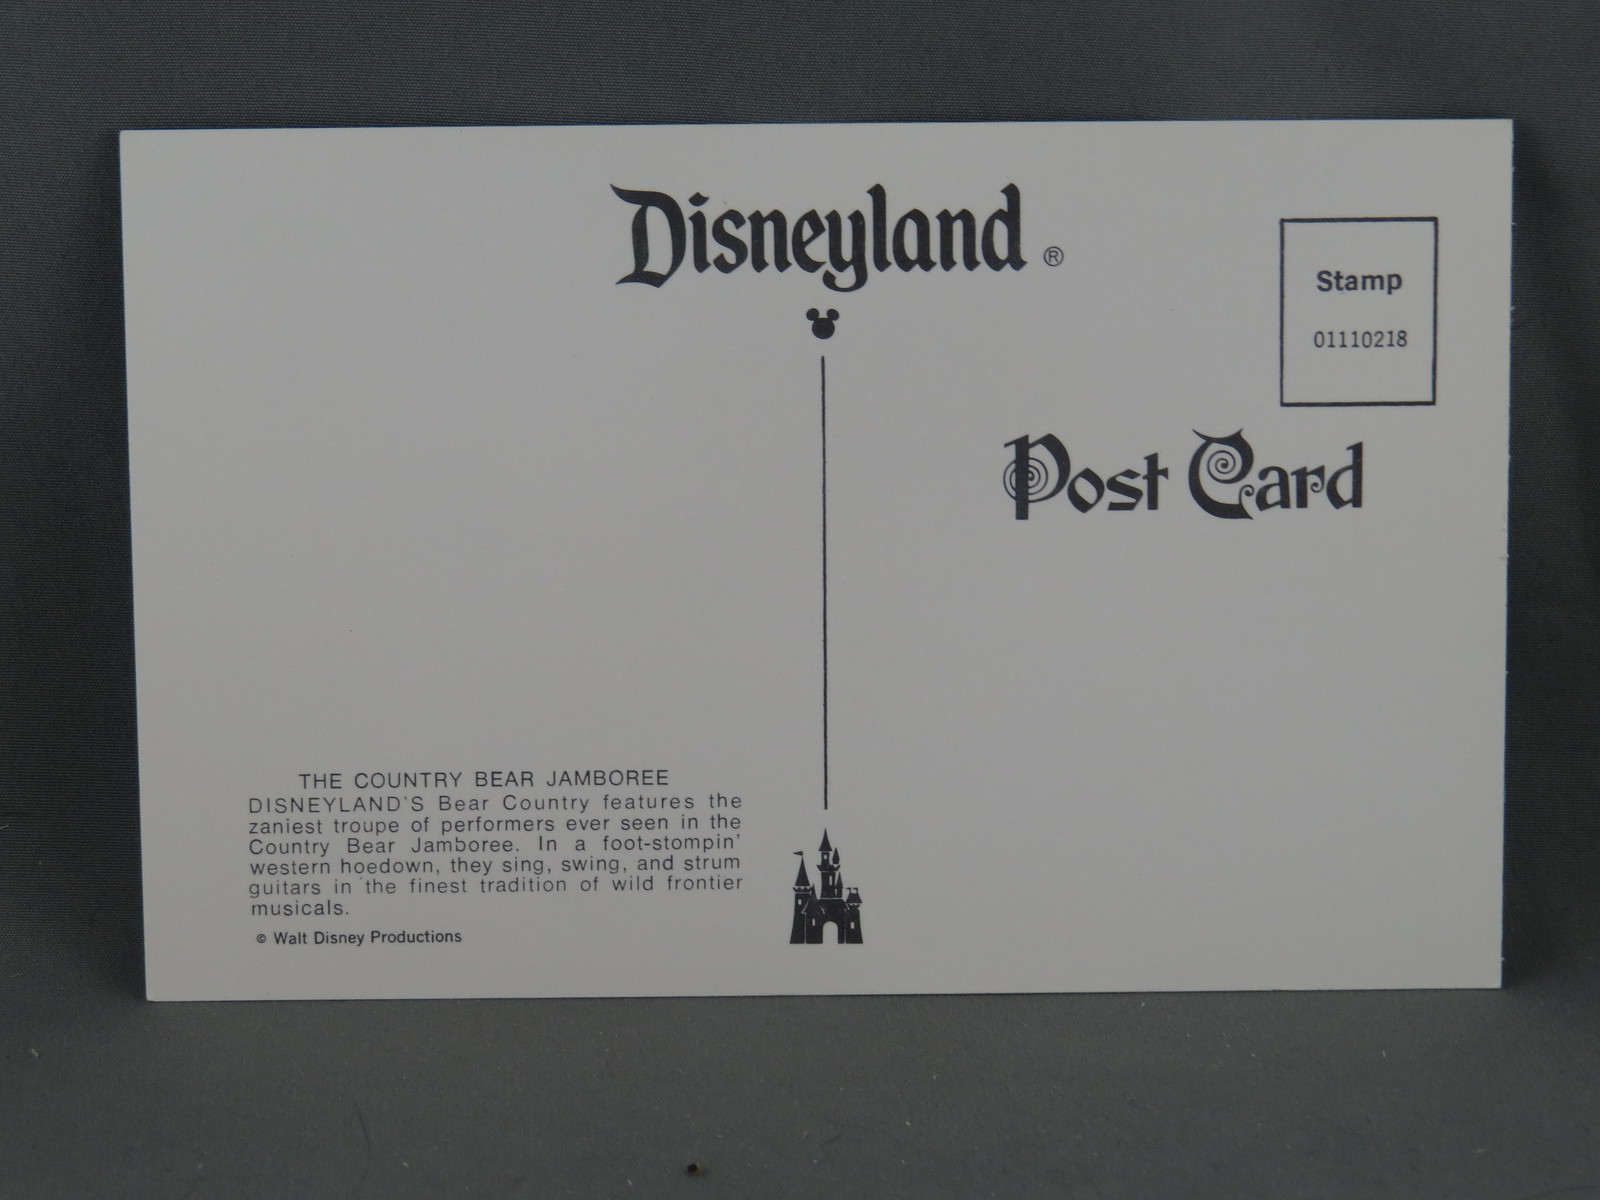 Disneyland ®
Stamp
01110218
Post Card
THE COUNTRY BEAR JAMBOREE
DISNEYLAND'S Bear Country features the
zaniest troupe of performers ever seen in the
Country Bear Jamboree. In a foot-stompin'
western hoedown, they sing, swing, and strum
guitars in the finest tradition of wild frontier
musicals.
© Walt Disney Productions